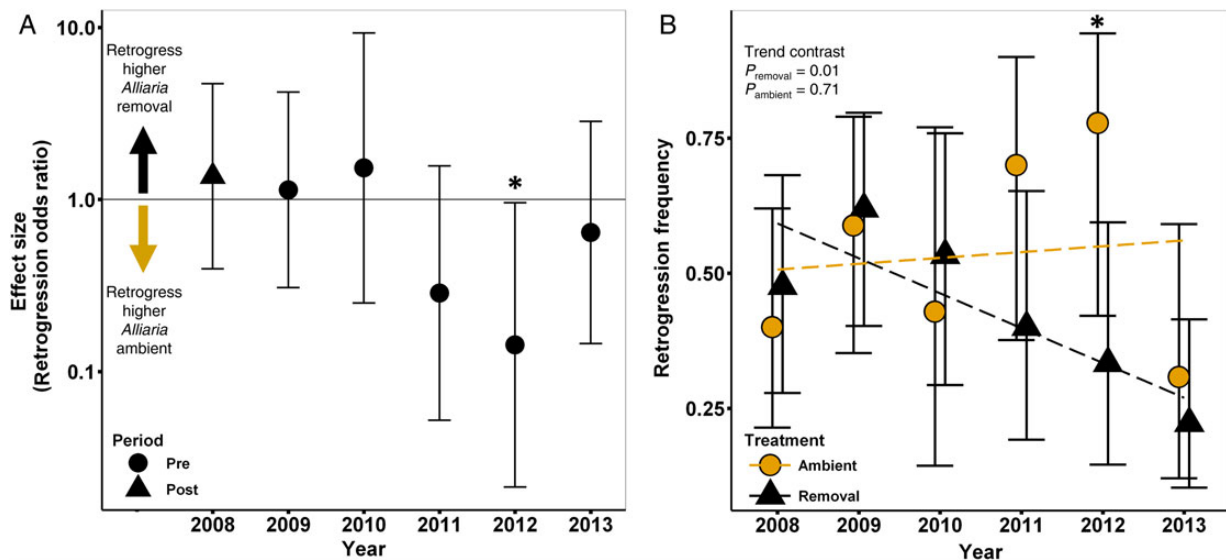 A
10.0
1.0
0.1
Effect size
(Retrogression odds ratio)
Retrogress
higher
Alliaria
removal
Retrogress
higher
Alliaria
ambient
*
Period
Pre
Post
2008 2009 2010 2011 2012 2013
Year
B
0.75
0.50
0.25
Retrogression frequency
Trend contrast
Premoval = 0.01
Pambient = 0.71
*
Treatment
Ambient
Removal
2008 2009 2010 2011 2012 2013
Year